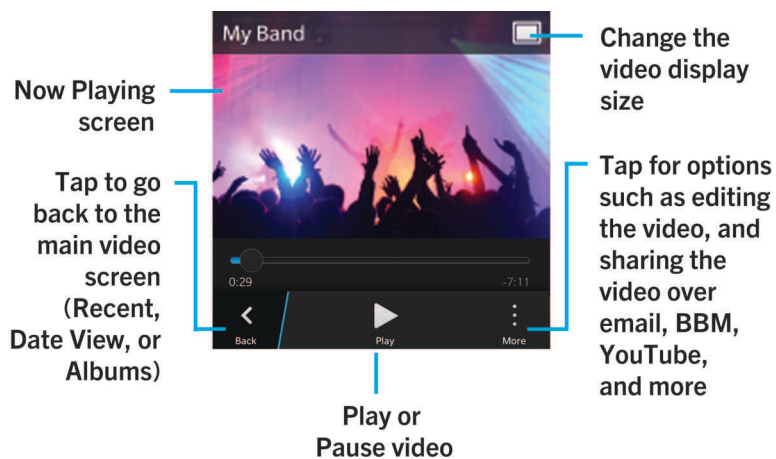 My Band
Change the
video display
size
Now Playing
screen
Tap to go
back to the
main video
screen
(Recent,
Date View, or
Albums)
Tap for options
such as editing
the video, and
sharing the
video over
email, BBM,
YouTube,
and more
0:29
-7:11
Back
Play
More
Play or
Pause video